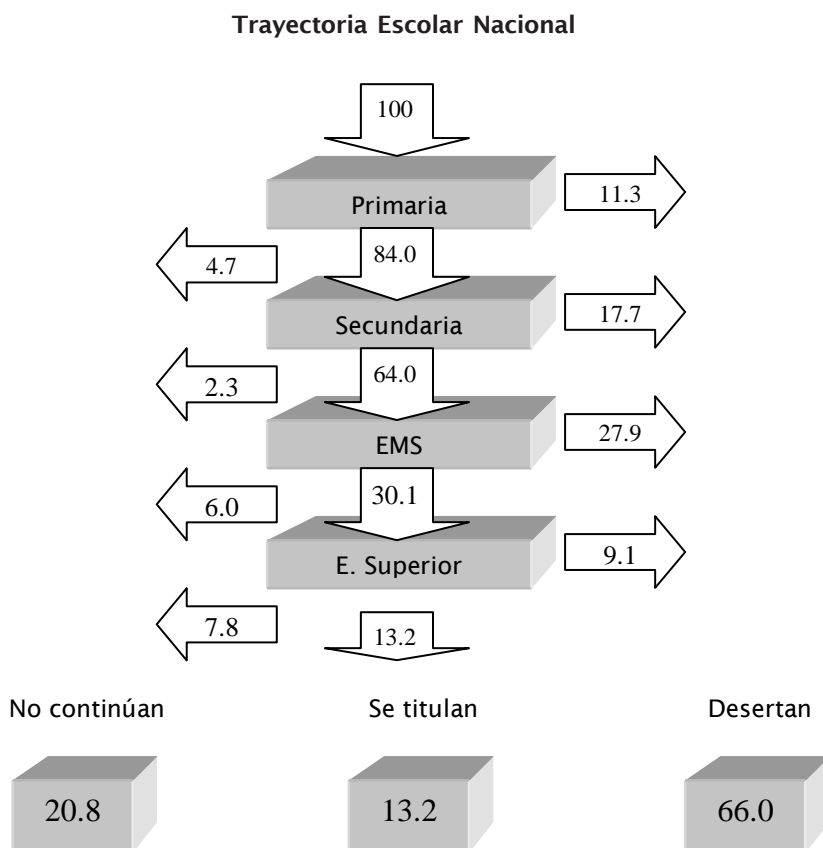 Trayectoria Escolar Nacional
100
Primaria
11.3
4.7
84.0
Secundaria
17.7
2.3
64.0
EMS
27.9
6.0
30.1
E. Superior
9.1
7.8
13.2
No continúan
Se titulan
Desertan
20.8
13.2
66.0